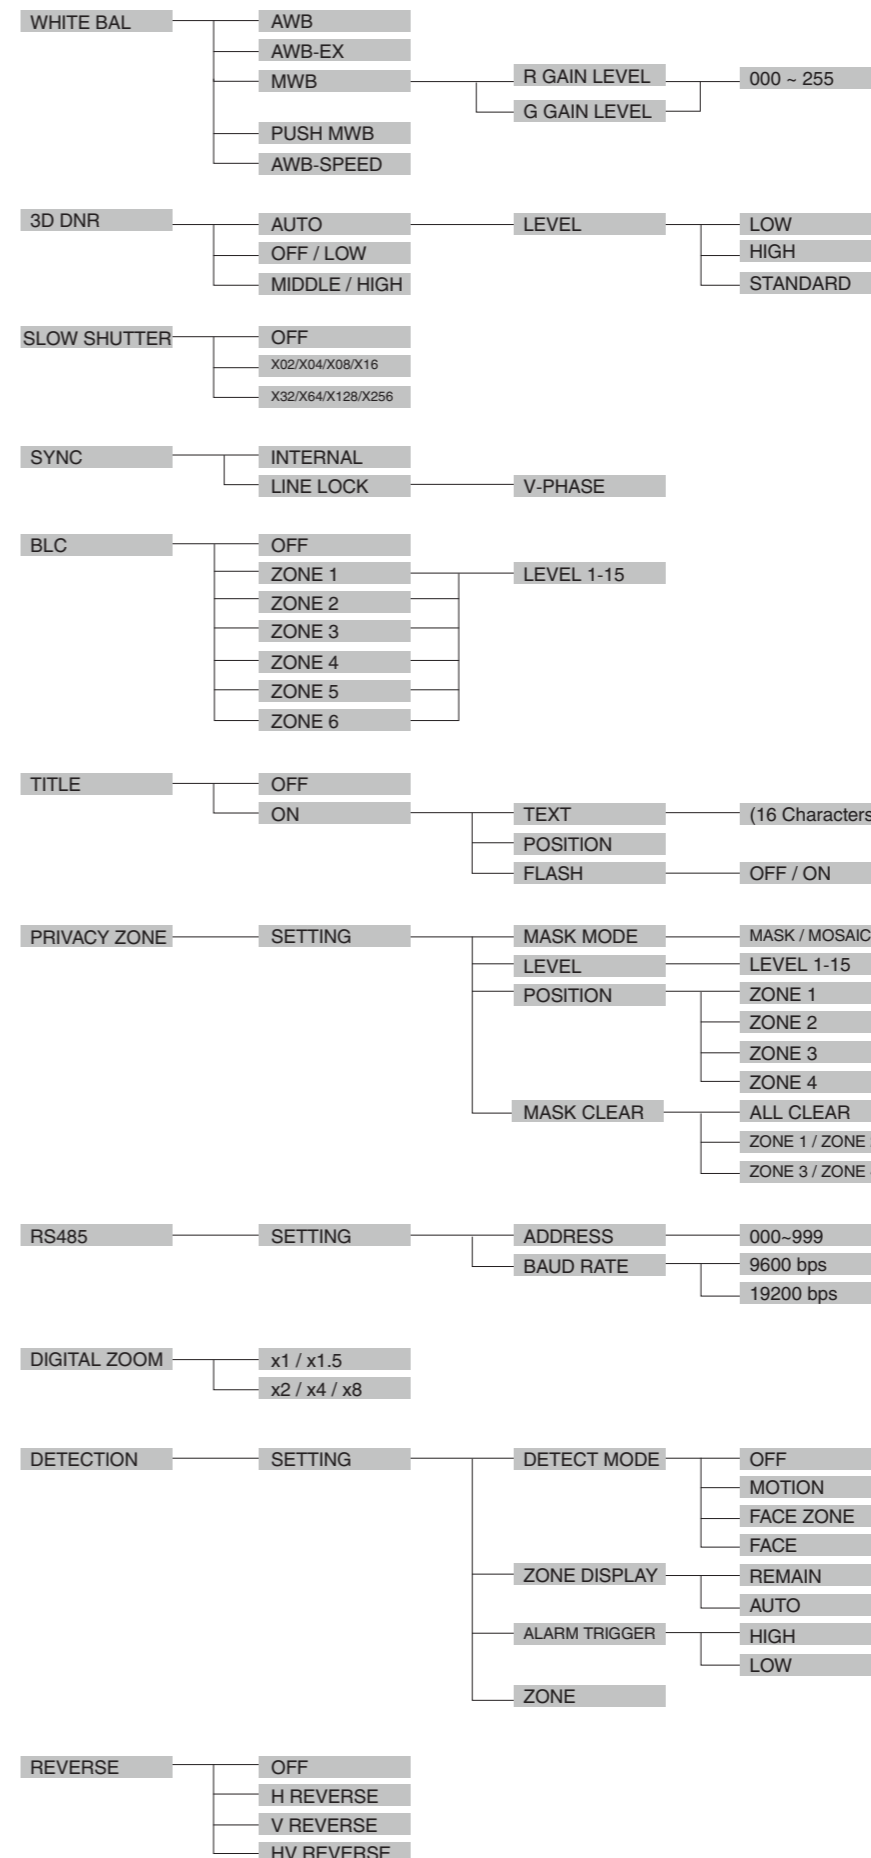 WHITE BAL AWB
AWB-EX
MWB R GAIN LEVEL 000 ~ 255
G GAIN LEVEL
PUSH MWB
AWB-SPEED
3D DNR AUTO LEVEL LOW
OFF / LOW HIGH
MIDDLE / HIGH STANDARD
SLOW SHUTTER OFF
X02/X04/X08/X16
X32/X64/X128/X256
SYNC INTERNAL
LINE LOCK V-PHASE
BLC OFF
ZONE 1 LEVEL 1-15
ZONE 2
ZONE 3
ZONE 4
ZONE 5
ZONE 6
TITLE OFF
ON TEXT (16 Characters
POSITION
FLASH OFF / ON
PRIVACY ZONE SETTING MASK MODE MASK / MOSAIC
LEVEL LEVEL 1-15
POSITION ZONE 1
ZONE 2
ZONE 3
ZONE 4
MASK CLEAR ALL CLEAR
ZONE 1 / ZONE
ZONE 3 / ZONE
RS485 SETTING ADDRESS 000~999
BAUD RATE 9600 bps
19200 bps
DIGITAL ZOOM x1 / x1.5
x2 / x4 / x8
DETECTION SETTING DETECT MODE OFF
MOTION
FACE ZONE
FACE
ZONE DISPLAY REMAIN
AUTO
ALARM TRIGGER HIGH
LOW
ZONE
REVERSE OFF
H REVERSE
V REVERSE
HV REVERSE